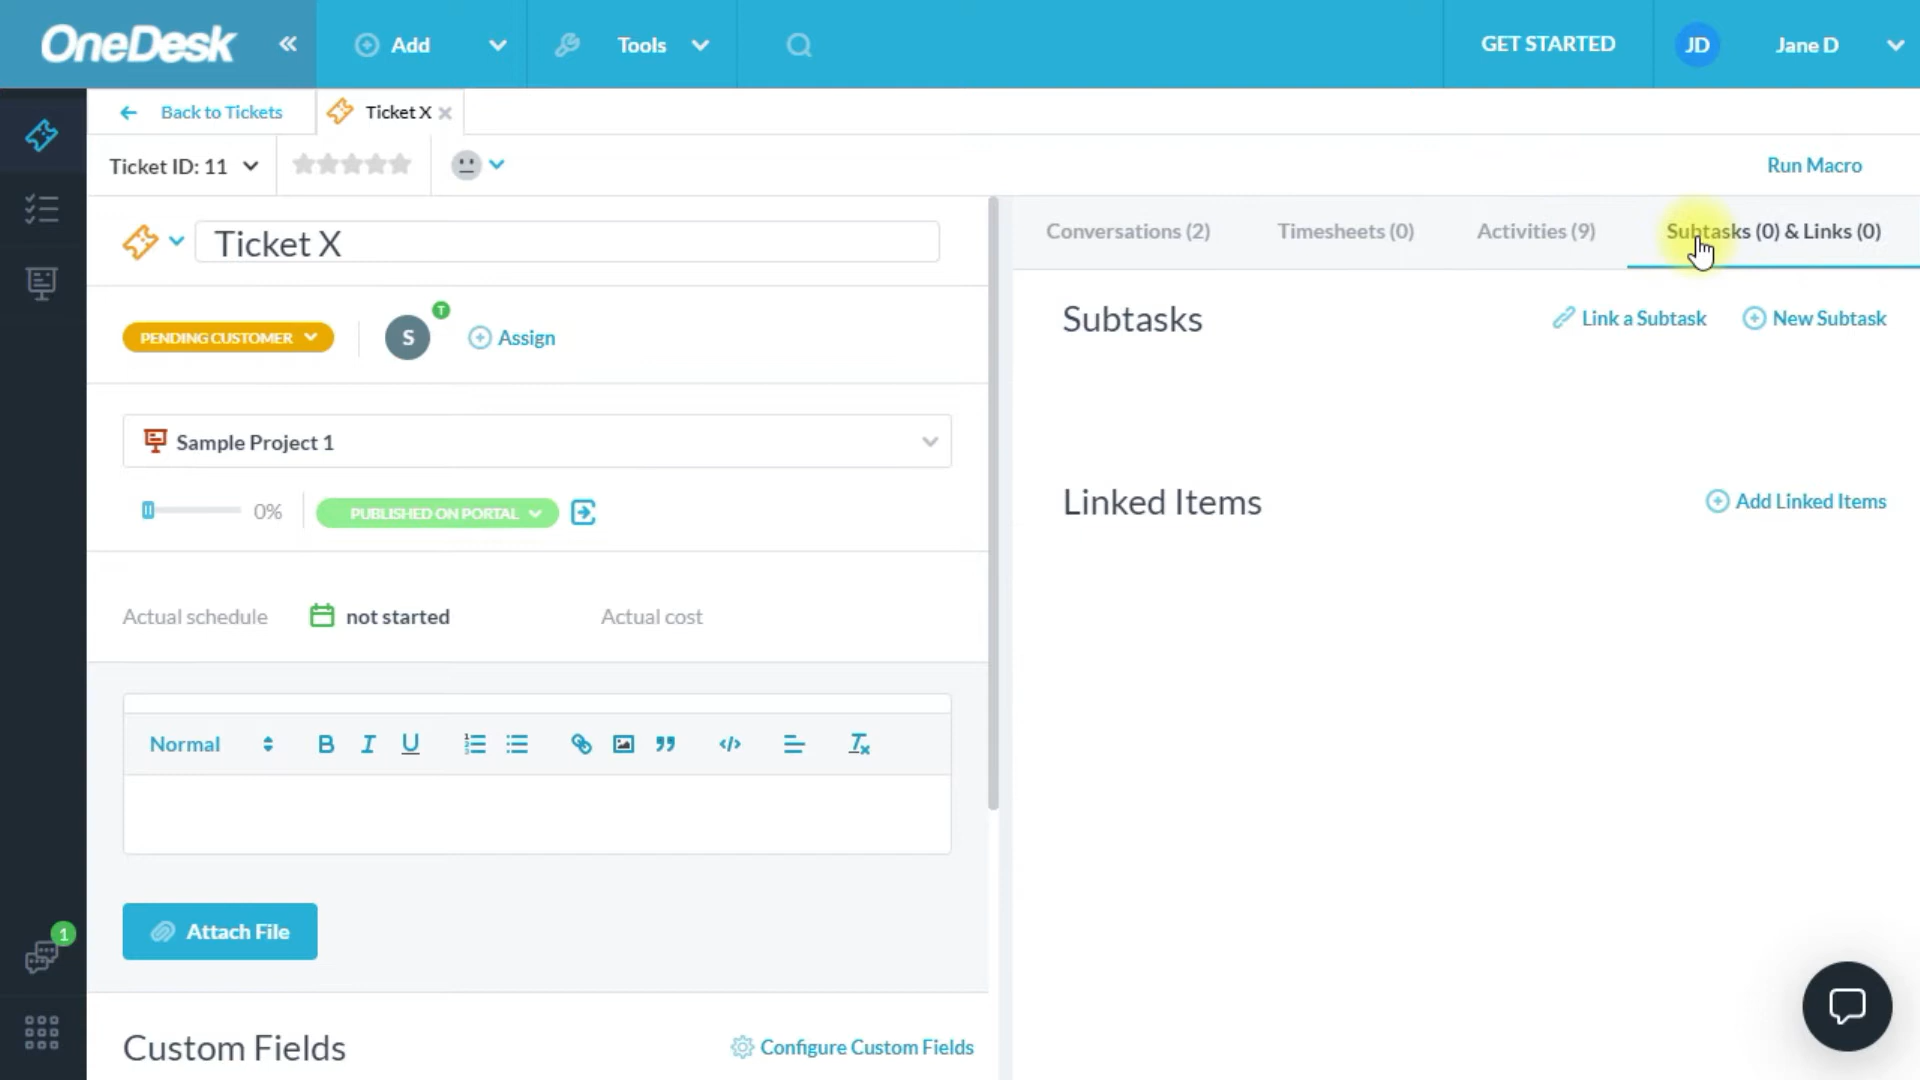 OneDesk
Add
Tools
GET STARTED
JD
Jane D
Back to Tickets
Ticket X
Ticket ID: 11
Run Macro
Ticket X
Conversations (2)
Timesheets (0)
Activities (9)
Subtasks (0) & Links (0)
PENDING CUSTOMER
S
T
Assign
Subtasks
Link a Subtask
New Subtask
Sample Project 1
0%
PUBLISHED ON PORTAL
Linked Items
Add Linked Items
Actual schedule
not started
Actual cost
Normal
B I U
Attach File
1
Custom Fields
Configure Custom Fields